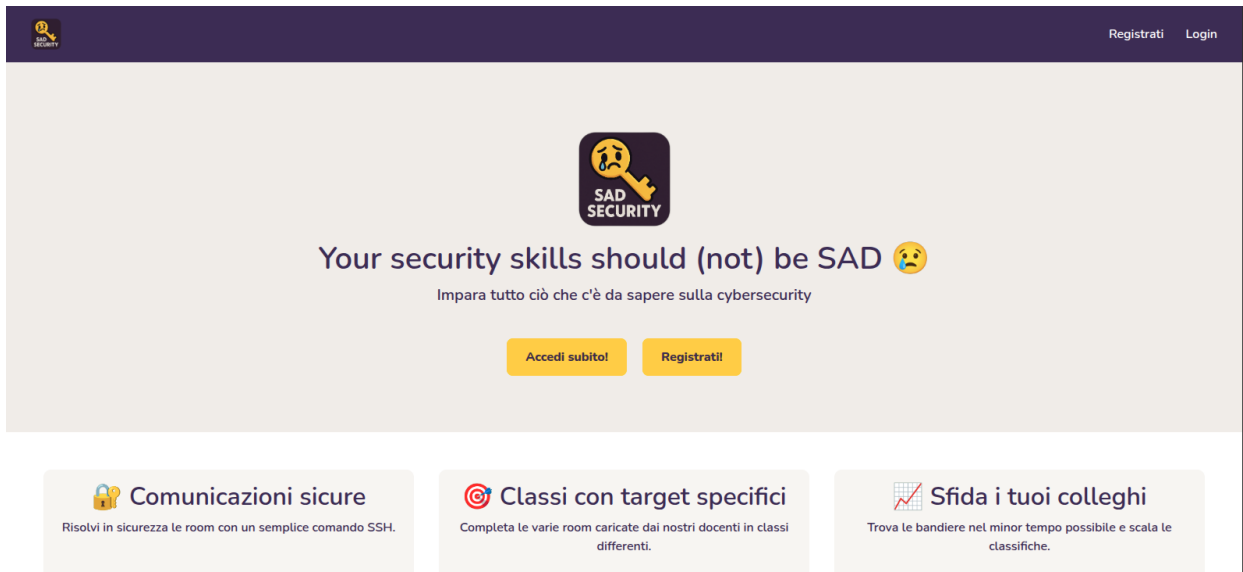 SAD
SECURITY
Registrati Login
SAD
SECURITY
Your security skills should (not) be SAD 😢
Impara tutto ciò che c'è da sapere sulla cybersecurity
Accedi subito! Registrati!
🔐 Comunicazioni sicure
Risolvi in sicurezza le room con un semplice comando SSH.
🎯 Classi con target specifici
Completa le varie room caricate dai nostri docenti in classi
differenti.
📈 Sfida i tuoi colleghi
Trova le bandiere nel minor tempo possibile e scala le
classifiche.